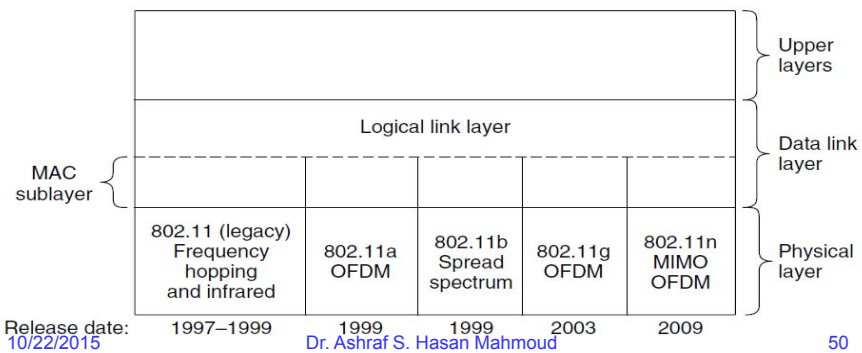 Upper
layers
Logical link layer
Data link
layer
MAC
sublayer
802.11 (legacy)
Frequency
hopping
and infrared
802.11a
OFDM
802.11b
Spread
spectrum
802.11g
OFDM
802.11n
MIMO
OFDM
Physical
layer
Release date: 1997–1999 1999 1999 2003 2009
10/22/2015 Dr. Ashraf S. Hasan Mahmoud 50